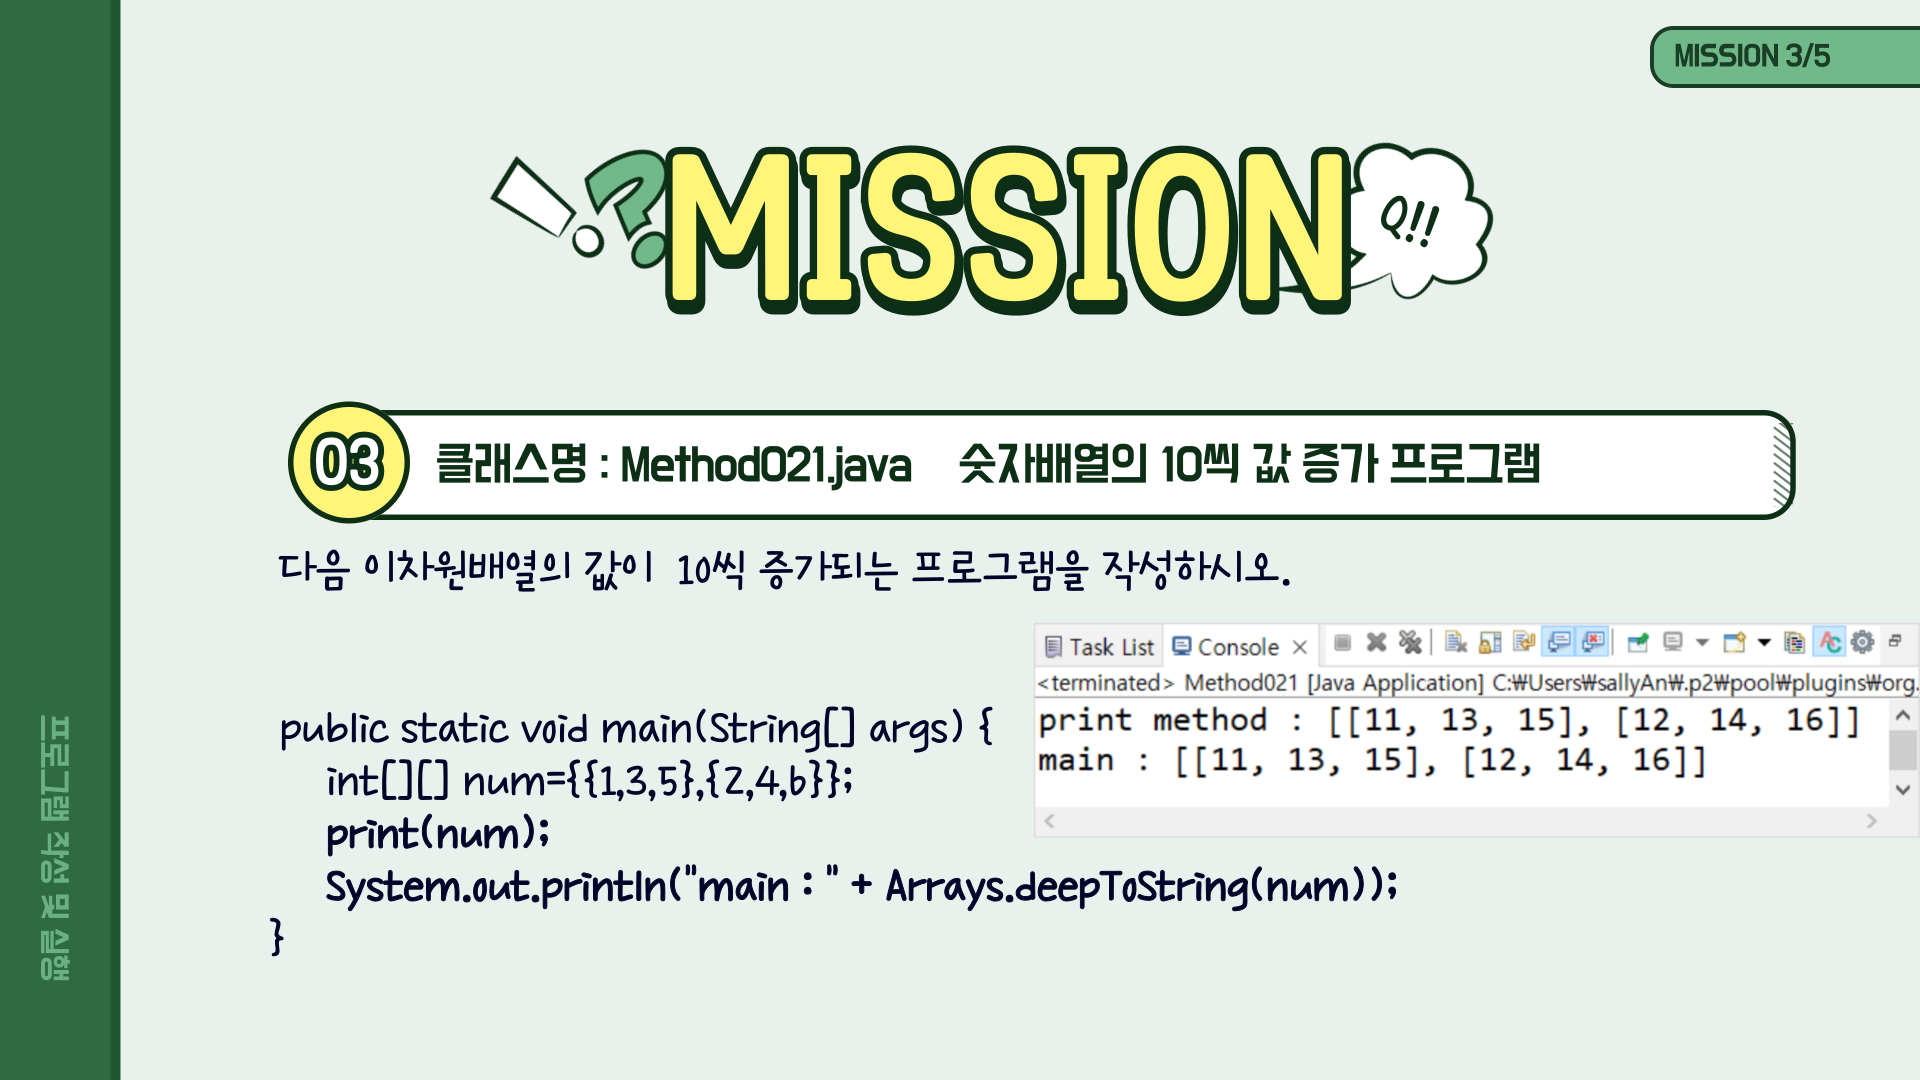 MISSION 3/5
!?MISSION
Q!!
03 클래스명 : Method021.java 숫자배열의 10씩 값 증가 프로그램
다음 이차원배열의 값이 10씩 증가되는 프로그램을 작성하시오.
Task List Console
<terminated> Method021 [Java Application] C:₩Users₩sallyAn₩.p2₩pool₩plugins₩org.
print method : [[11, 13, 15], [12, 14, 16]]
main : [[11, 13, 15], [12, 14, 16]]
public static void main(String[] args) {
int[][] num={{1,3,5},{2,4,6}};
print(num);
System.out.println("main : " + Arrays.deepToString(num));
}
프로그램 작성 및 실행